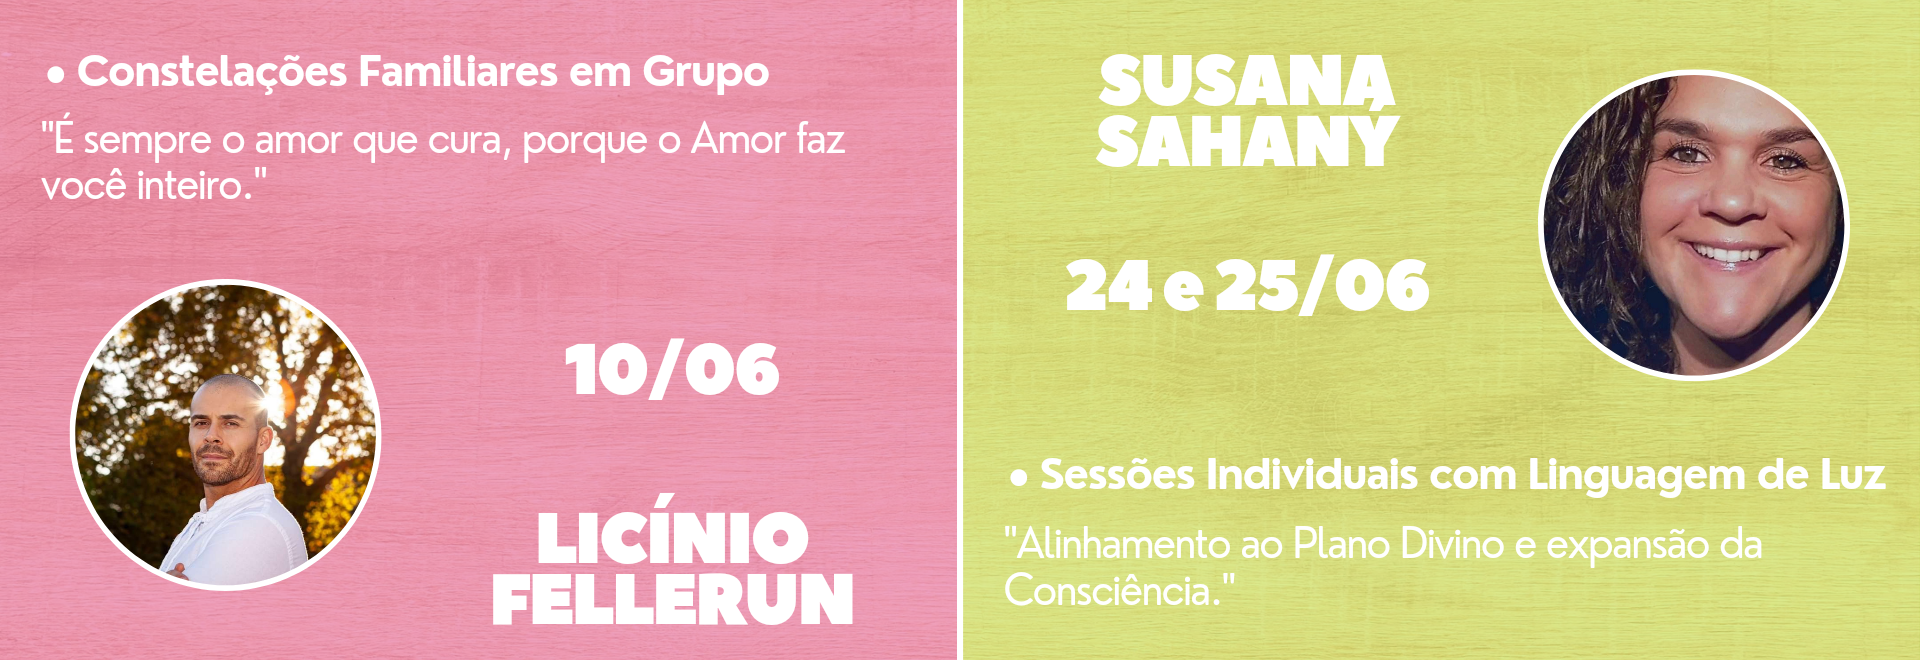 • Constelações Familiares em Grupo
"É sempre o amor que cura, porque o Amor faz
você inteiro."
10/06
LICÍNIO
FELLERUN
SUSANA
SAHANÝ
24 e 25/06
• Sessões Individuais com Linguagem de Luz
"Alinhamento ao Plano Divino e expansão da
Consciência."